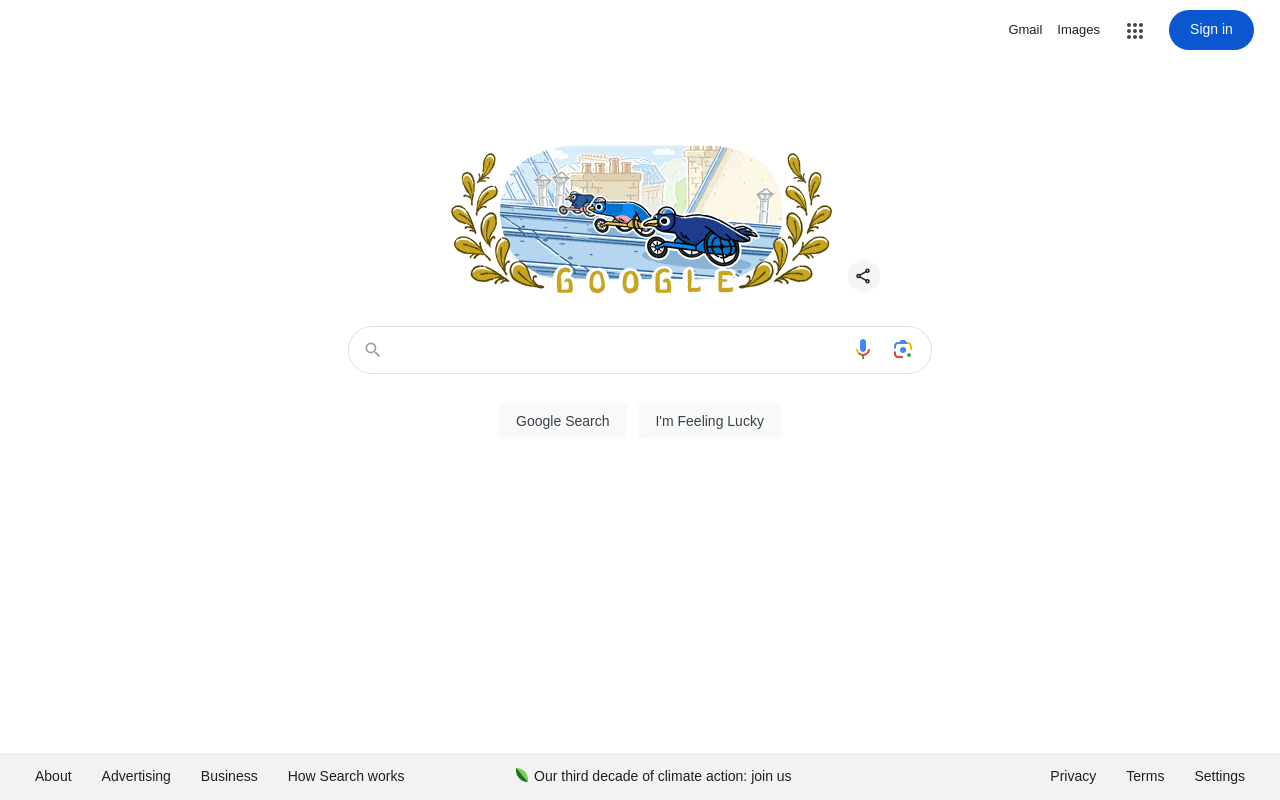 Gmail Images Sign in
GOOGLE
Google Search I'm Feeling Lucky
About Advertising Business How Search works Our third decade of climate action: join us Privacy Terms Settings